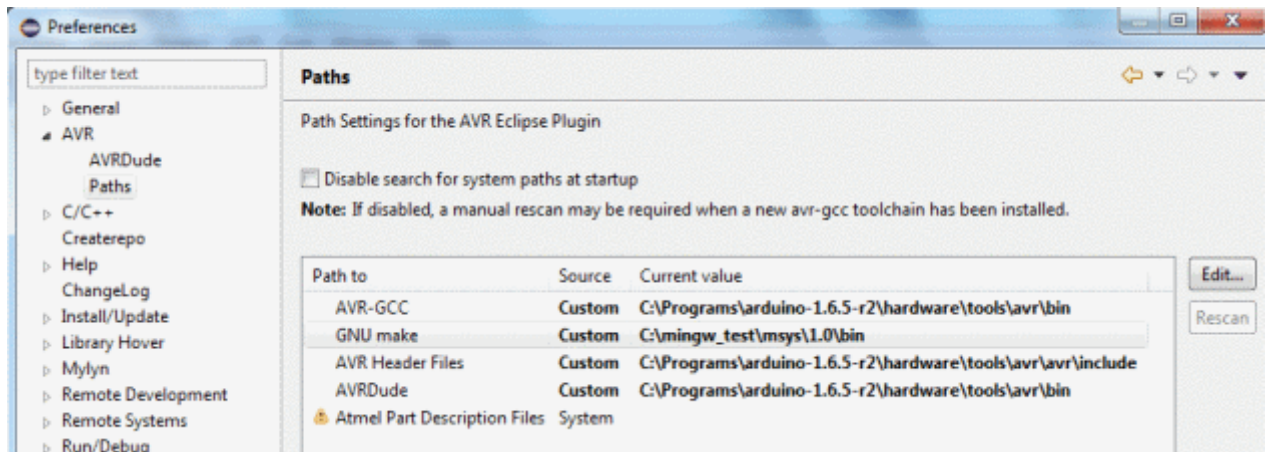 Preferences
type filter text
General
AVR
AVRDude
Paths
C/C++
Createrepo
Help
ChangeLog
Install/Update
Library Hover
Mylyn
Remote Development
Remote Systems
Run/Debug
Paths
Path Settings for the AVR Eclipse Plugin
Disable search for system paths at startup
Note: If disabled, a manual rescan may be required when a new avr-gcc toolchain has been installed.
Path to Source Current value
AVR-GCC Custom C:\Programs\arduino-1.6.5-r2\hardware\tools\avr\bin
GNU make Custom C:\mingw_test\msys\1.0\bin
AVR Header Files Custom C:\Programs\arduino-1.6.5-r2\hardware\tools\avr\avr\include
AVRDude Custom C:\Programs\arduino-1.6.5-r2\hardware\tools\avr\bin
Atmel Part Description Files System
Edit...
Rescan